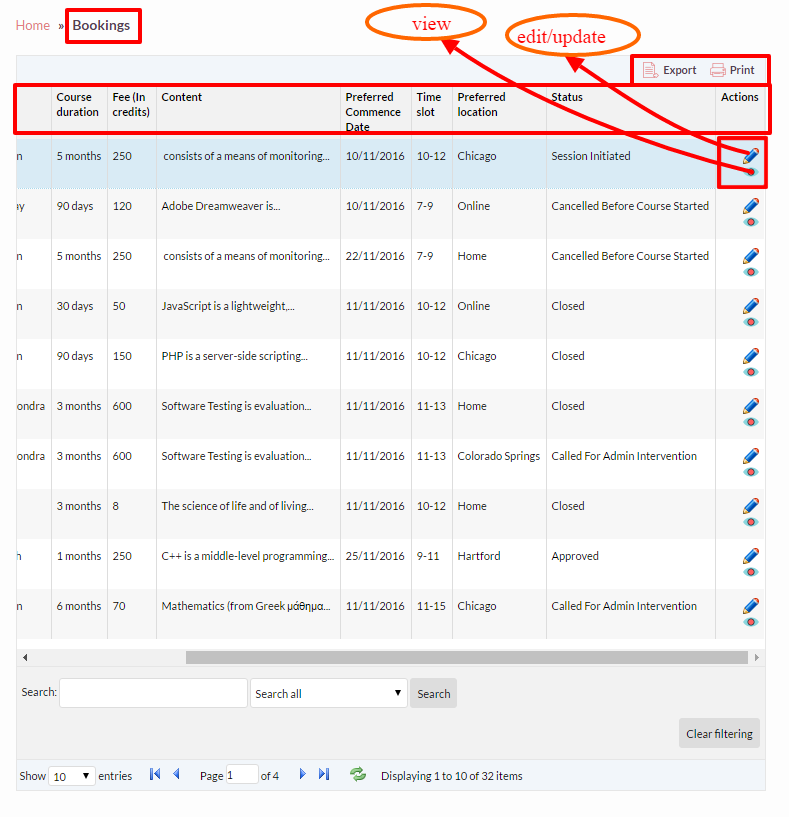 Home » Bookings
view
edit/update
Export Print
Course duration Fee (In credits) Content Preferred Commence Date Time slot Preferred location Status Actions
n 5 months 250 consists of a means of monitoring... 10/11/2016 10-12 Chicago Session Initiated
ay 90 days 120 Adobe Dreamweaver is... 10/11/2016 7-9 Online Cancelled Before Course Started
n 5 months 250 consists of a means of monitoring... 22/11/2016 7-9 Home Cancelled Before Course Started
n 30 days 50 JavaScript is a lightweight,... 11/11/2016 10-12 Online Closed
n 90 days 150 PHP is a server-side scripting... 11/11/2016 10-12 Chicago Closed
ondra 3 months 600 Software Testing is evaluation... 11/11/2016 11-13 Home Closed
ondra 3 months 600 Software Testing is evaluation... 11/11/2016 11-13 Colorado Springs Called For Admin Intervention
3 months 8 The science of life and of living... 11/11/2016 10-12 Home Closed
h 1 months 250 C++ is a middle-level programming... 25/11/2016 9-11 Hartford Approved
n 6 months 70 Mathematics (from Greek μάθημα... 11/11/2016 11-15 Chicago Called For Admin Intervention
Search: Search all Search
Clear filtering
Show 10 entries Page 1 of 4 Displaying 1 to 10 of 32 items